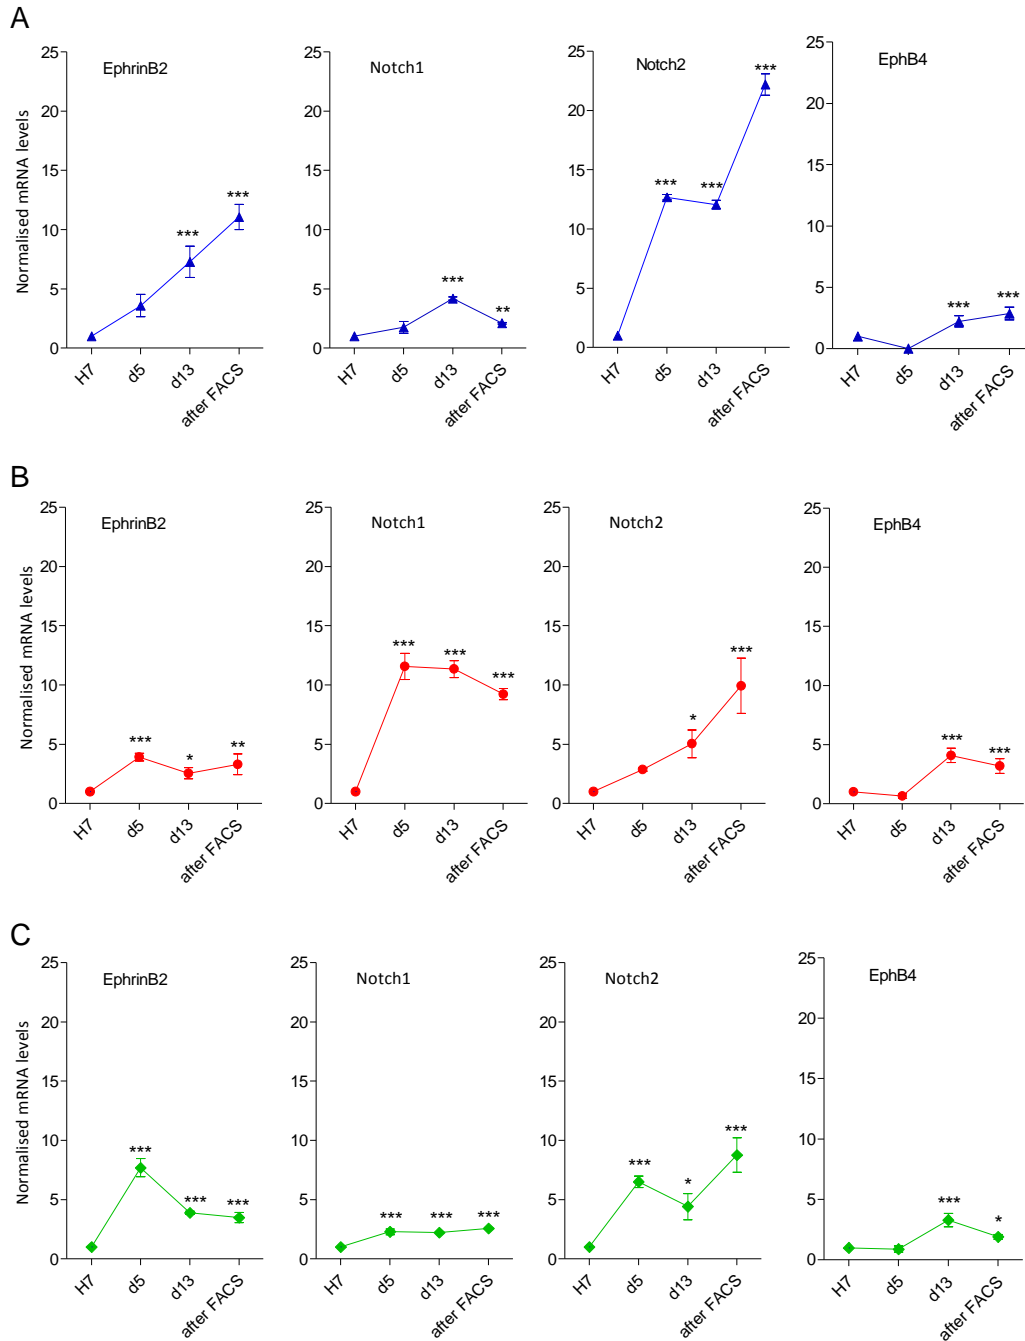 A
EphrinB2
Notch1
Notch2
EphB4
Normalised mRNA levels
25
20
15
10
5
0
***
***
H7
d5
d13
after FACS
25
20
15
10
5
0
***
**
H7
d5
d13
after FACS
25
20
15
10
5
0
***
***
***
H7
d5
d13
after FACS
25
20
15
10
5
0
***
***
H7
d5
d13
after FACS
B
EphrinB2
Notch1
Notch2
EphB4
Normalised mRNA levels
25
20
15
10
5
0
***
*
**
H7
d5
d13
after FACS
25
20
15
10
5
0
***
***
***
H7
d5
d13
after FACS
25
20
15
10
5
0
*
***
H7
d5
d13
after FACS
25
20
15
10
5
0
***
***
H7
d5
d13
after FACS
C
EphrinB2
Notch1
Notch2
EphB4
Normalised mRNA levels
25
20
15
10
5
0
***
***
***
H7
d5
d13
after FACS
25
20
15
10
5
0
***
***
***
H7
d5
d13
after FACS
25
20
15
10
5
0
***
*
***
H7
d5
d13
after FACS
25
20
15
10
5
0
***
*
H7
d5
d13
after FACS